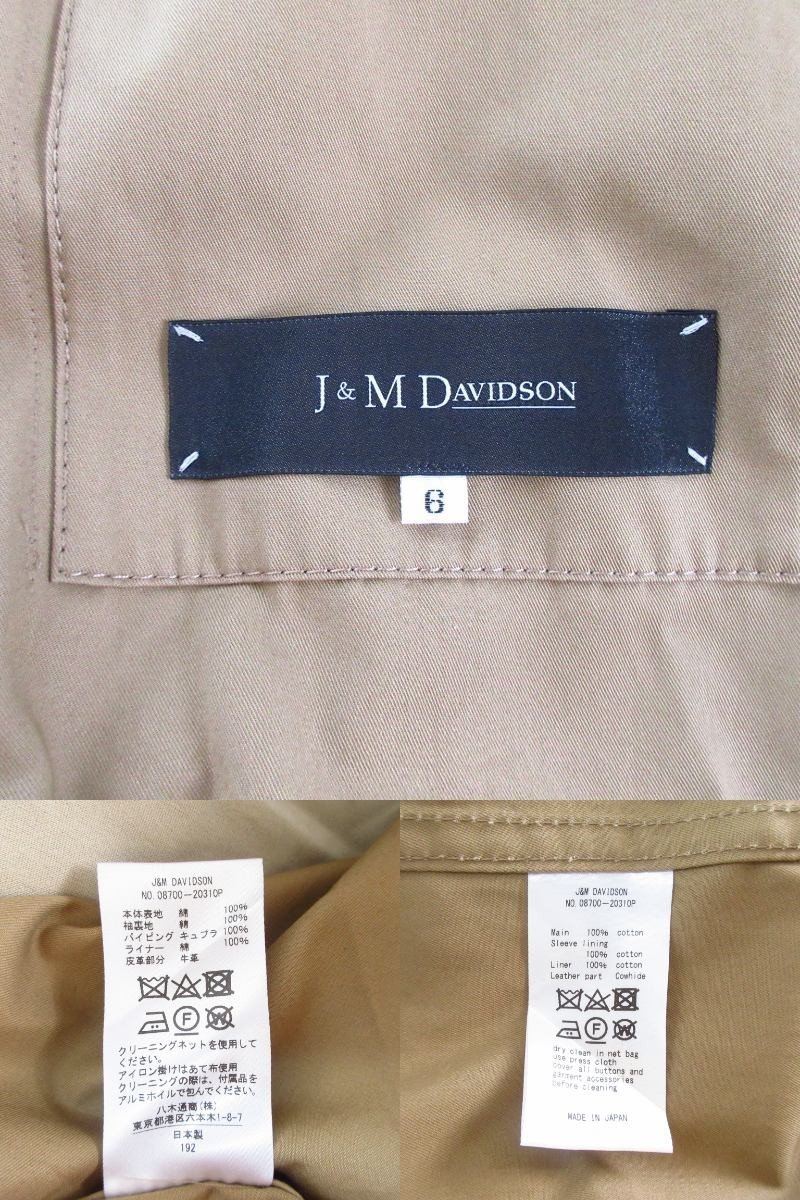 J & M DAVIDSON
6
J&M DAVIDSON
NO. 08700-20310P
本体表地 綿 100%
袖裏地 綿 100%
パイピング キュプラ 100%
ライナー 綿 100%
皮革部分 牛革
F
W
クリーニングネットを使用して
ください。
アイロン掛けはあて布使用
クリーニングの際は、付属品を
アルミホイルで包んでください。
八木通商(株)
東京都港区六本木1-8-7
日本製
192
J&M DAVIDSON
NO. 08700-20310P
Main 100% cotton
Sleeve lining
100% cotton
Liner 100% cotton
Leather part Cowhide
F
W
dry clean in net bag
use press cloth
cover all buttons and
garment accessories
before cleaning
MADE IN JAPAN